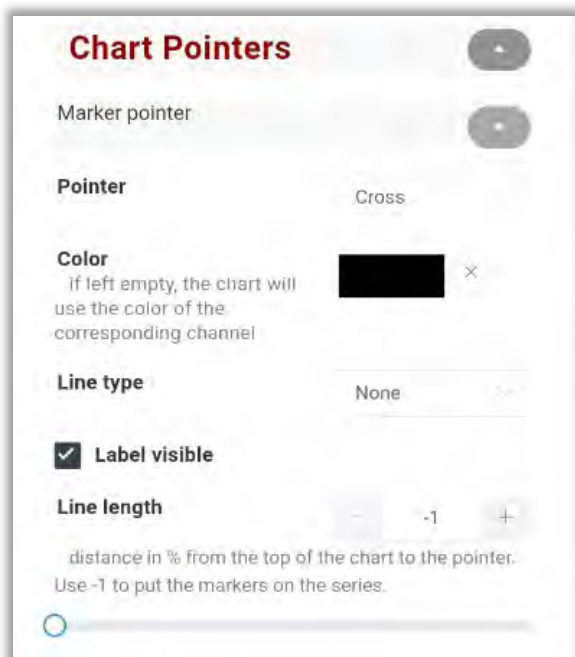 Chart Pointers
Marker pointer
Pointer
Cross
Color
if left empty, the chart will
use the color of the
corresponding channel
Line type
None
Label visible
Line length
-1
distance in % from the top of the chart to the pointer.
Use -1 to put the markers on the series.